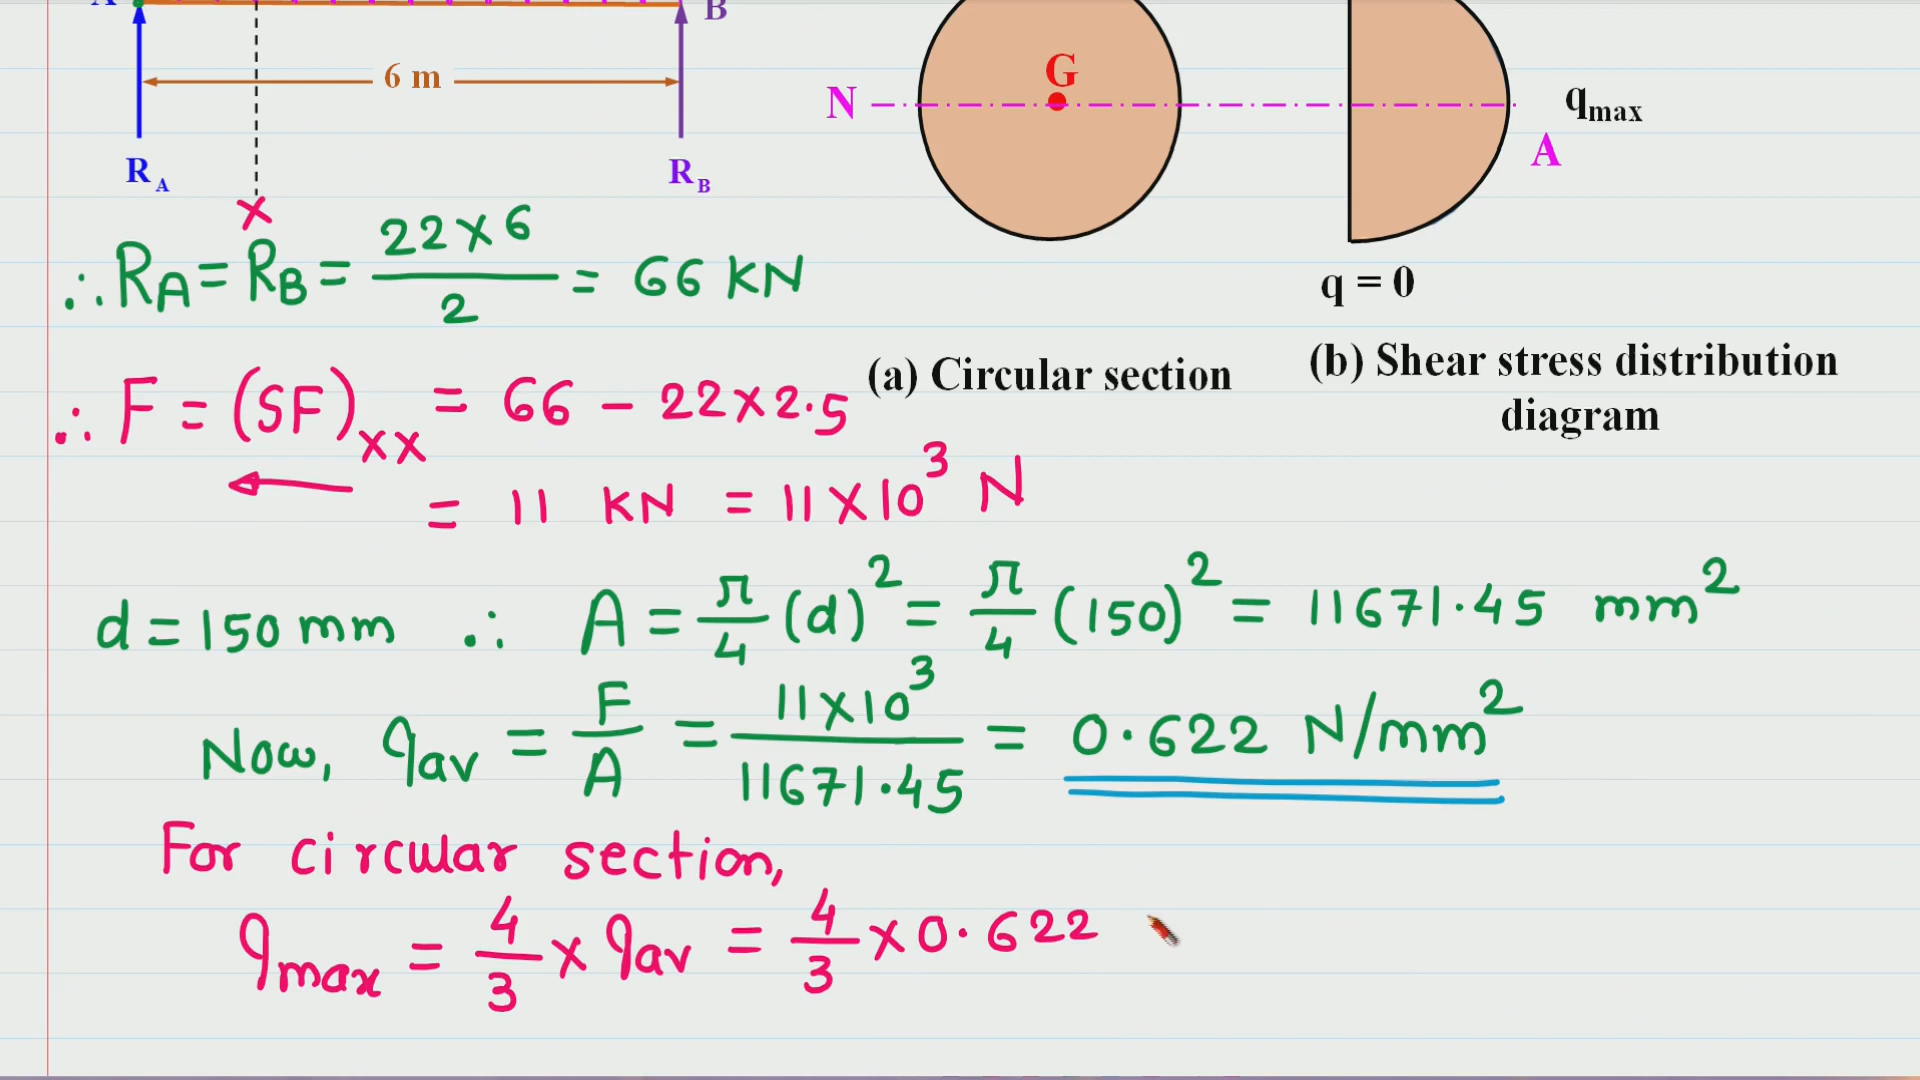 A B
6 m
R_A R_B
X
G
N A
q_max
q = 0
(a) Circular section
(b) Shear stress distribution
diagram
∴ R_A = R_B = 22 × 6 / 2 = 66 KN
∴ F = (SF)_xx = 66 - 22 × 2.5
= 11 KN = 11 × 10^3 N
d = 150 mm ∴ A = π/4 (d)^2 = π/4 (150)^2 = 11671.45 mm^2
Now, q_av = F/A = 11 × 10^3 / 11671.45 = 0.622 N/mm^2
For circular section,
q_max = 4/3 × q_av = 4/3 × 0.622